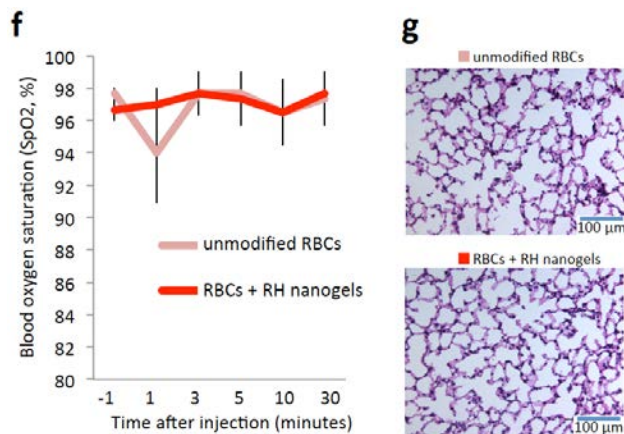 f
Blood oxygen saturation (SpO2, %)
100
98
96
94
92
90
88
86
84
82
80
unmodified RBCs
RBCs + RH nanogels
-1 1 3 5 10 30
Time after injection (minutes)
g
unmodified RBCs
100 µm
RBCs + RH nanogels
100 µm